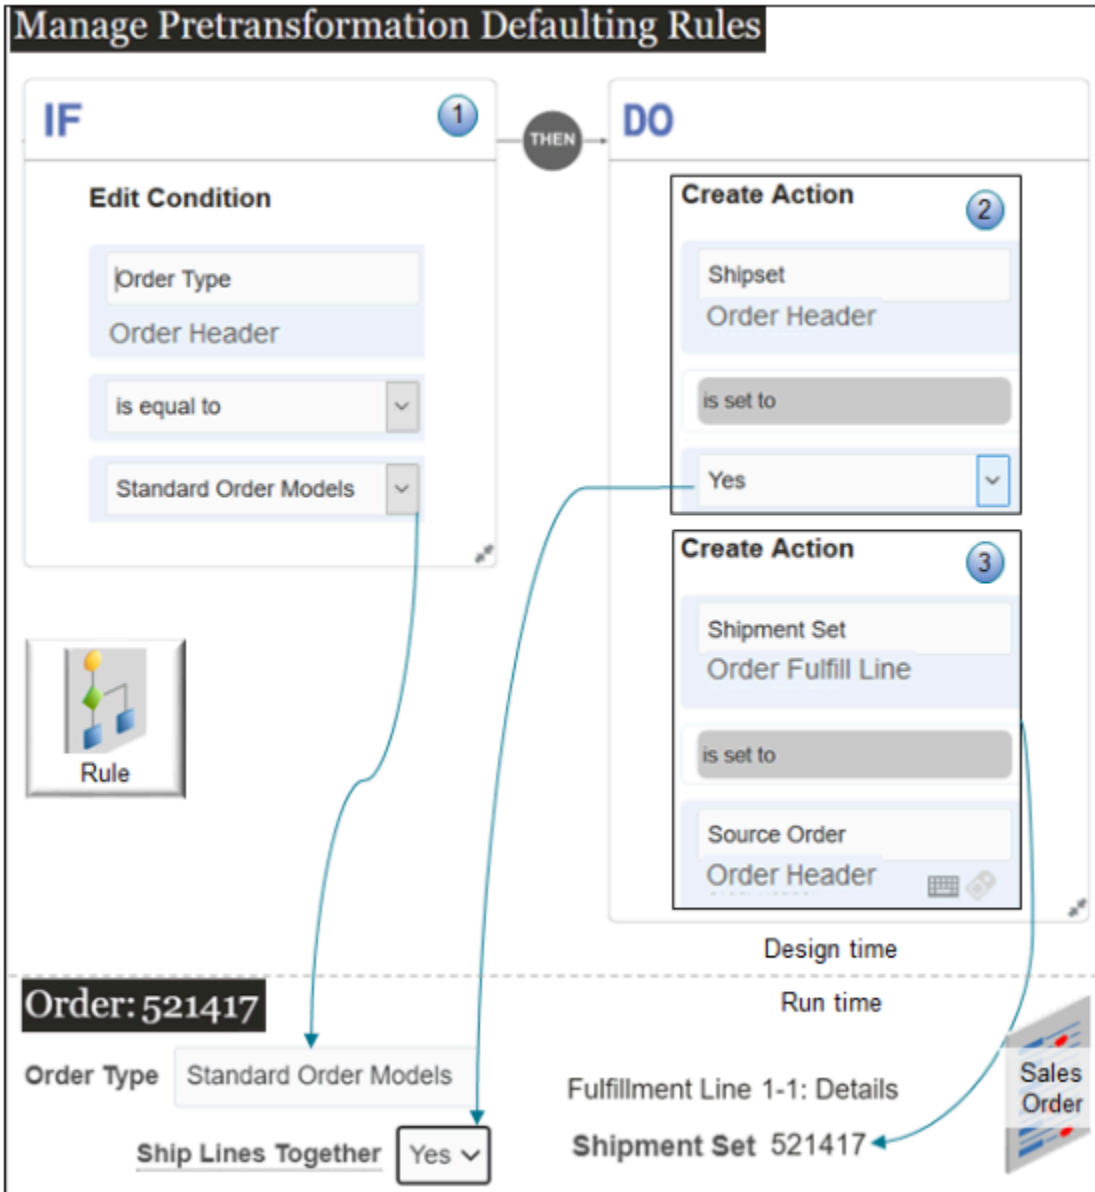 Manage Pretransformation Defaulting Rules
IF
1
THEN
DO
Edit Condition
Order Type
Order Header
is equal to
Standard Order Models
Create Action
2
Shipset
Order Header
is set to
Yes
Create Action
3
Shipment Set
Order Fulfill Line
is set to
Source Order
Order Header
Rule
Design time
Run time
Order: 521417
Order Type Standard Order Models
Ship Lines Together Yes
Fulfillment Line 1-1: Details
Shipment Set 521417
Sales
Order